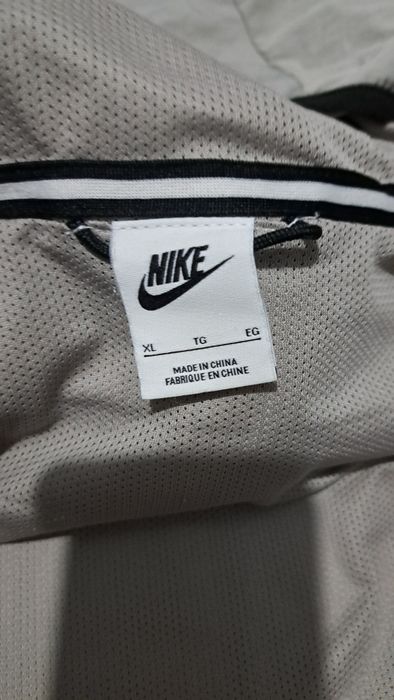 NIKE
XL TG EG
MADE IN CHINA
FABRIQUE EN CHINE